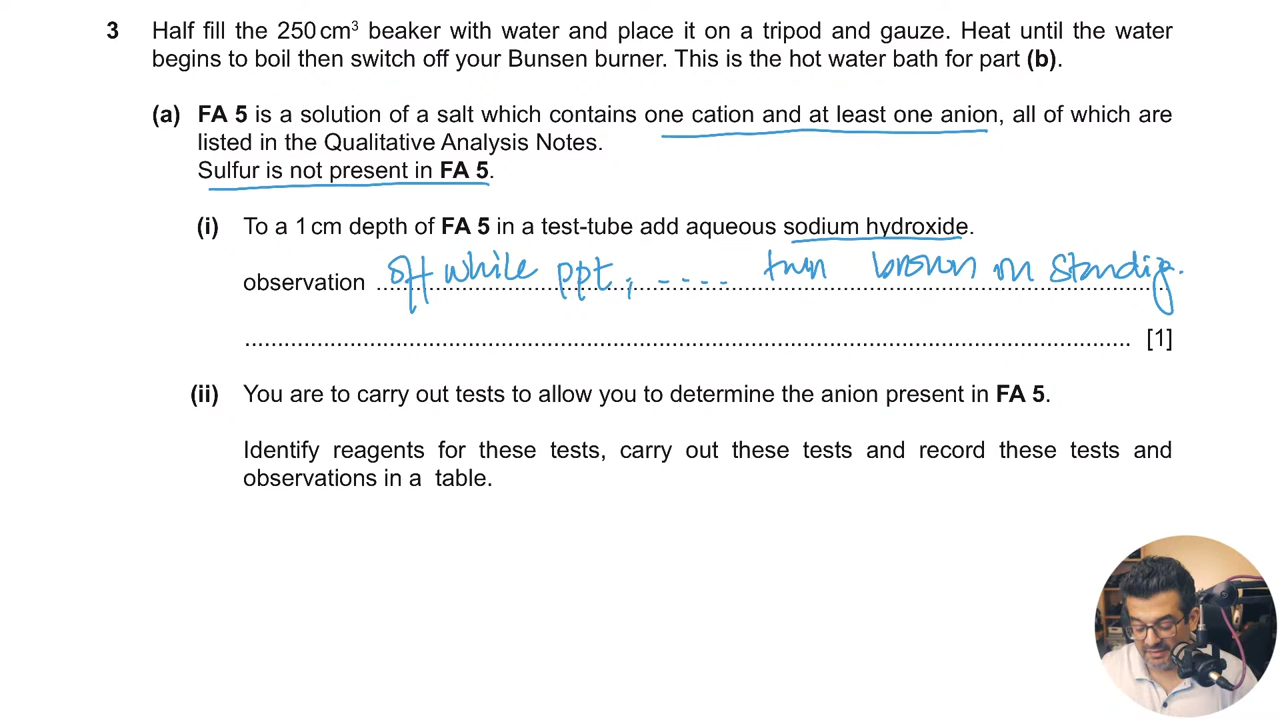 3 Half fill the 250 cm³ beaker with water and place it on a tripod and gauze. Heat until the water
begins to boil then switch off your Bunsen burner. This is the hot water bath for part (b).
(a) FA 5 is a solution of a salt which contains one cation and at least one anion, all of which are
listed in the Qualitative Analysis Notes.
Sulfur is not present in FA 5.
(i) To a 1 cm depth of FA 5 in a test-tube add aqueous sodium hydroxide.
observation off while ppt, ---- turn brown on standig.
[1]
(ii) You are to carry out tests to allow you to determine the anion present in FA 5.
Identify reagents for these tests, carry out these tests and record these tests and
observations in a table.